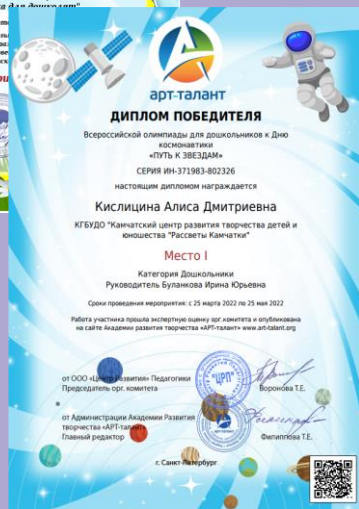 ка для дошколят"
арт-талант
ДИПЛОМ ПОБЕДИТЕЛЯ
Всероссийской олимпиады для дошкольников к Дню
космонавтики
«ПУТЬ К ЗВЕЗДАМ»
СЕРИЯ ИН-371983-802326
настоящим дипломом награждается
Кислицина Алиса Дмитриевна
КГБУДО "Камчатский центр развития творчества детей и
юношества "Рассветы Камчатки"
Место I
Категория Дошкольники
Руководитель Буланкова Ирина Юрьевна
Сроки проведения мероприятия: с 25 марта 2022 по 25 мая 2022
Работа участника прошла экспертную оценку орг.комитета и опубликована
на сайте Академии развития творчества «АРТ-талант» www.art-talant.org
от ООО «Центр Развития» Педагогики
Председатель орг. комитета
"ЦРП"
Воронова Т.Е.
от Администрации Академии Развития
творчества «АРТ-талант»
Главный редактор
Филиппова Т.Е.
г. Санкт-Петербург